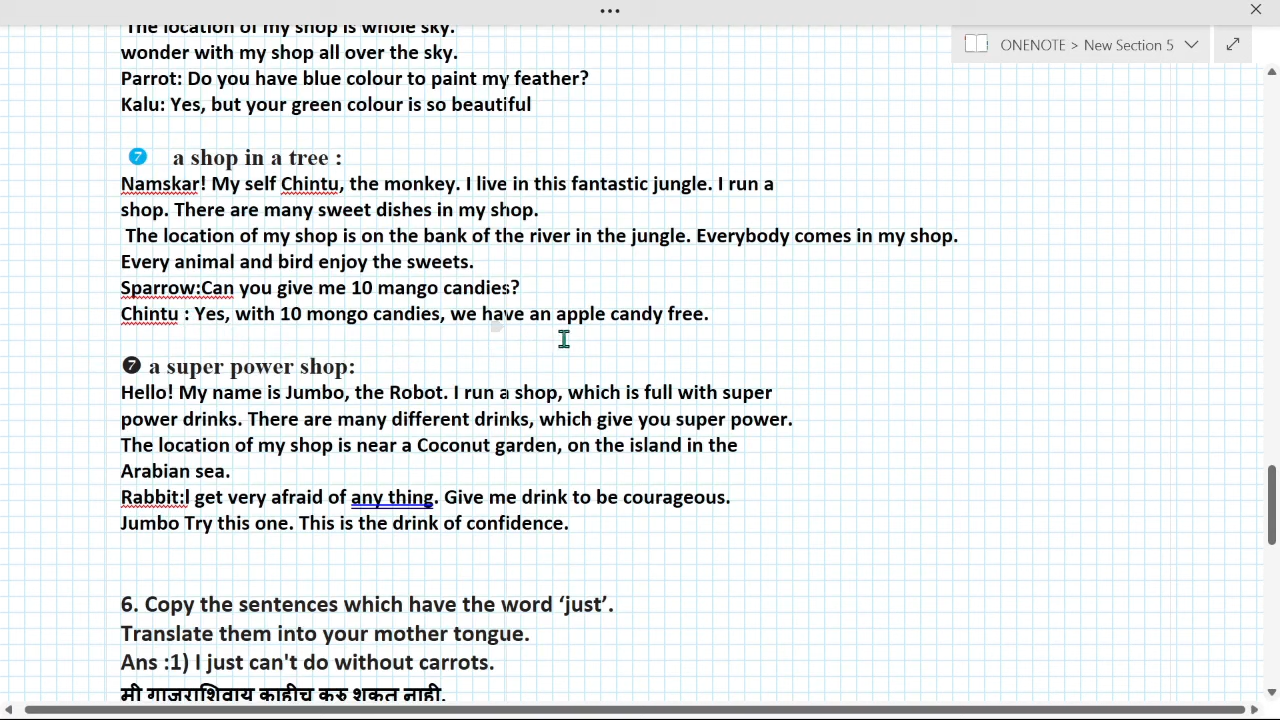 The location of my shop is whole sky.
wonder with my shop all over the sky.
Parrot: Do you have blue colour to paint my feather?
Kalu: Yes, but your green colour is so beautiful
ONENOTE > New Section 5
❼ a shop in a tree :
Namskar! My self Chintu, the monkey. I live in this fantastic jungle. I run a
shop. There are many sweet dishes in my shop.
The location of my shop is on the bank of the river in the jungle. Everybody comes in my shop.
Every animal and bird enjoy the sweets.
Sparrow:Can you give me 10 mango candies?
Chintu : Yes, with 10 mongo candies, we have an apple candy free.
❼ a super power shop:
Hello! My name is Jumbo, the Robot. I run a shop, which is full with super
power drinks. There are many different drinks, which give you super power.
The location of my shop is near a Coconut garden, on the island in the
Arabian sea.
Rabbit:I get very afraid of any thing. Give me drink to be courageous.
Jumbo Try this one. This is the drink of confidence.
6. Copy the sentences which have the word ‘just’.
Translate them into your mother tongue.
Ans :1) I just can't do without carrots.
मी गाजराशिवाय काहीच करु शकत नाही.